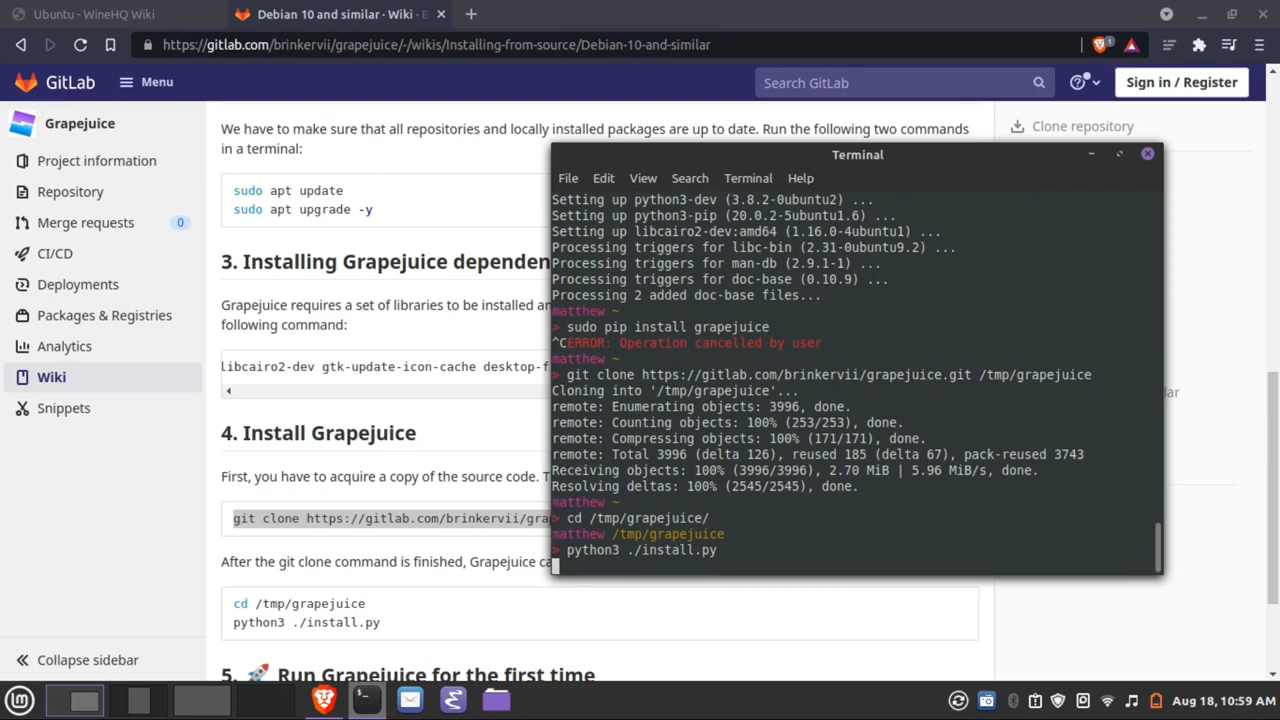 Ubuntu - WineHQ Wiki
Debian 10 and similar · Wiki · B
https://gitlab.com/brinkervii/grapejuice/-/wikis/Installing-from-source/Debian-10-and-similar
1
GitLab
Menu
Search GitLab
Sign in / Register
Grapejuice
Project information
Repository
Merge requests
0
CI/CD
Deployments
Packages & Registries
Analytics
Wiki
Snippets
Collapse sidebar
We have to make sure that all repositories and locally installed packages are up to date. Run the following two commands
in a terminal:
sudo apt update
sudo apt upgrade -y
3. Installing Grapejuice dependen
Grapejuice requires a set of libraries to be installed an
following command:
libcairo2-dev gtk-update-icon-cache desktop-f
4. Install Grapejuice
First, you have to acquire a copy of the source code. T
git clone https://gitlab.com/brinkervii/gra
After the git clone command is finished, Grapejuice ca
cd /tmp/grapejuice
python3 ./install.py
5. 🚀 Run Grapejuice for the first time
Clone repository
lar
Terminal
File Edit View Search Terminal Help
Setting up python3-dev (3.8.2-0ubuntu2) ...
Setting up python3-pip (20.0.2-5ubuntu1.6) ...
Setting up libcairo2-dev:amd64 (1.16.0-4ubuntu1) ...
Processing triggers for libc-bin (2.31-0ubuntu9.2) ...
Processing triggers for man-db (2.9.1-1) ...
Processing triggers for doc-base (0.10.9) ...
Processing 2 added doc-base files...
matthew ~
> sudo pip install grapejuice
^CERROR: Operation cancelled by user
matthew ~
> git clone https://gitlab.com/brinkervii/grapejuice.git /tmp/grapejuice
Cloning into '/tmp/grapejuice'...
remote: Enumerating objects: 3996, done.
remote: Counting objects: 100% (253/253), done.
remote: Compressing objects: 100% (171/171), done.
remote: Total 3996 (delta 126), reused 185 (delta 67), pack-reused 3743
Receiving objects: 100% (3996/3996), 2.70 MiB | 5.96 MiB/s, done.
Resolving deltas: 100% (2545/2545), done.
matthew ~
> cd /tmp/grapejuice/
matthew /tmp/grapejuice
> python3 ./install.py
Aug 18, 10:59 AM